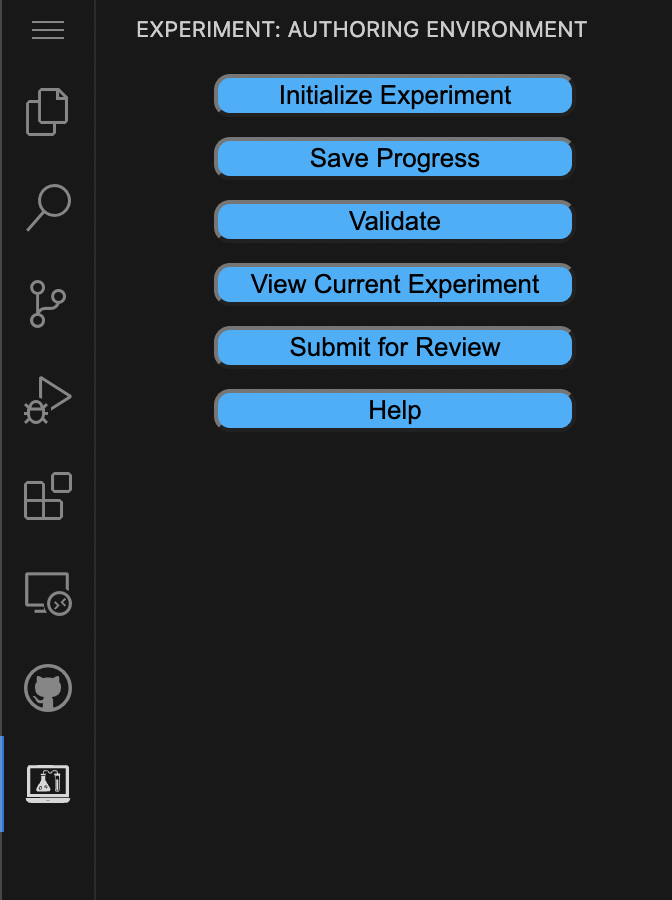 EXPERIMENT: AUTHORING ENVIRONMENT
Initialize Experiment
Save Progress
Validate
View Current Experiment
Submit for Review
Help